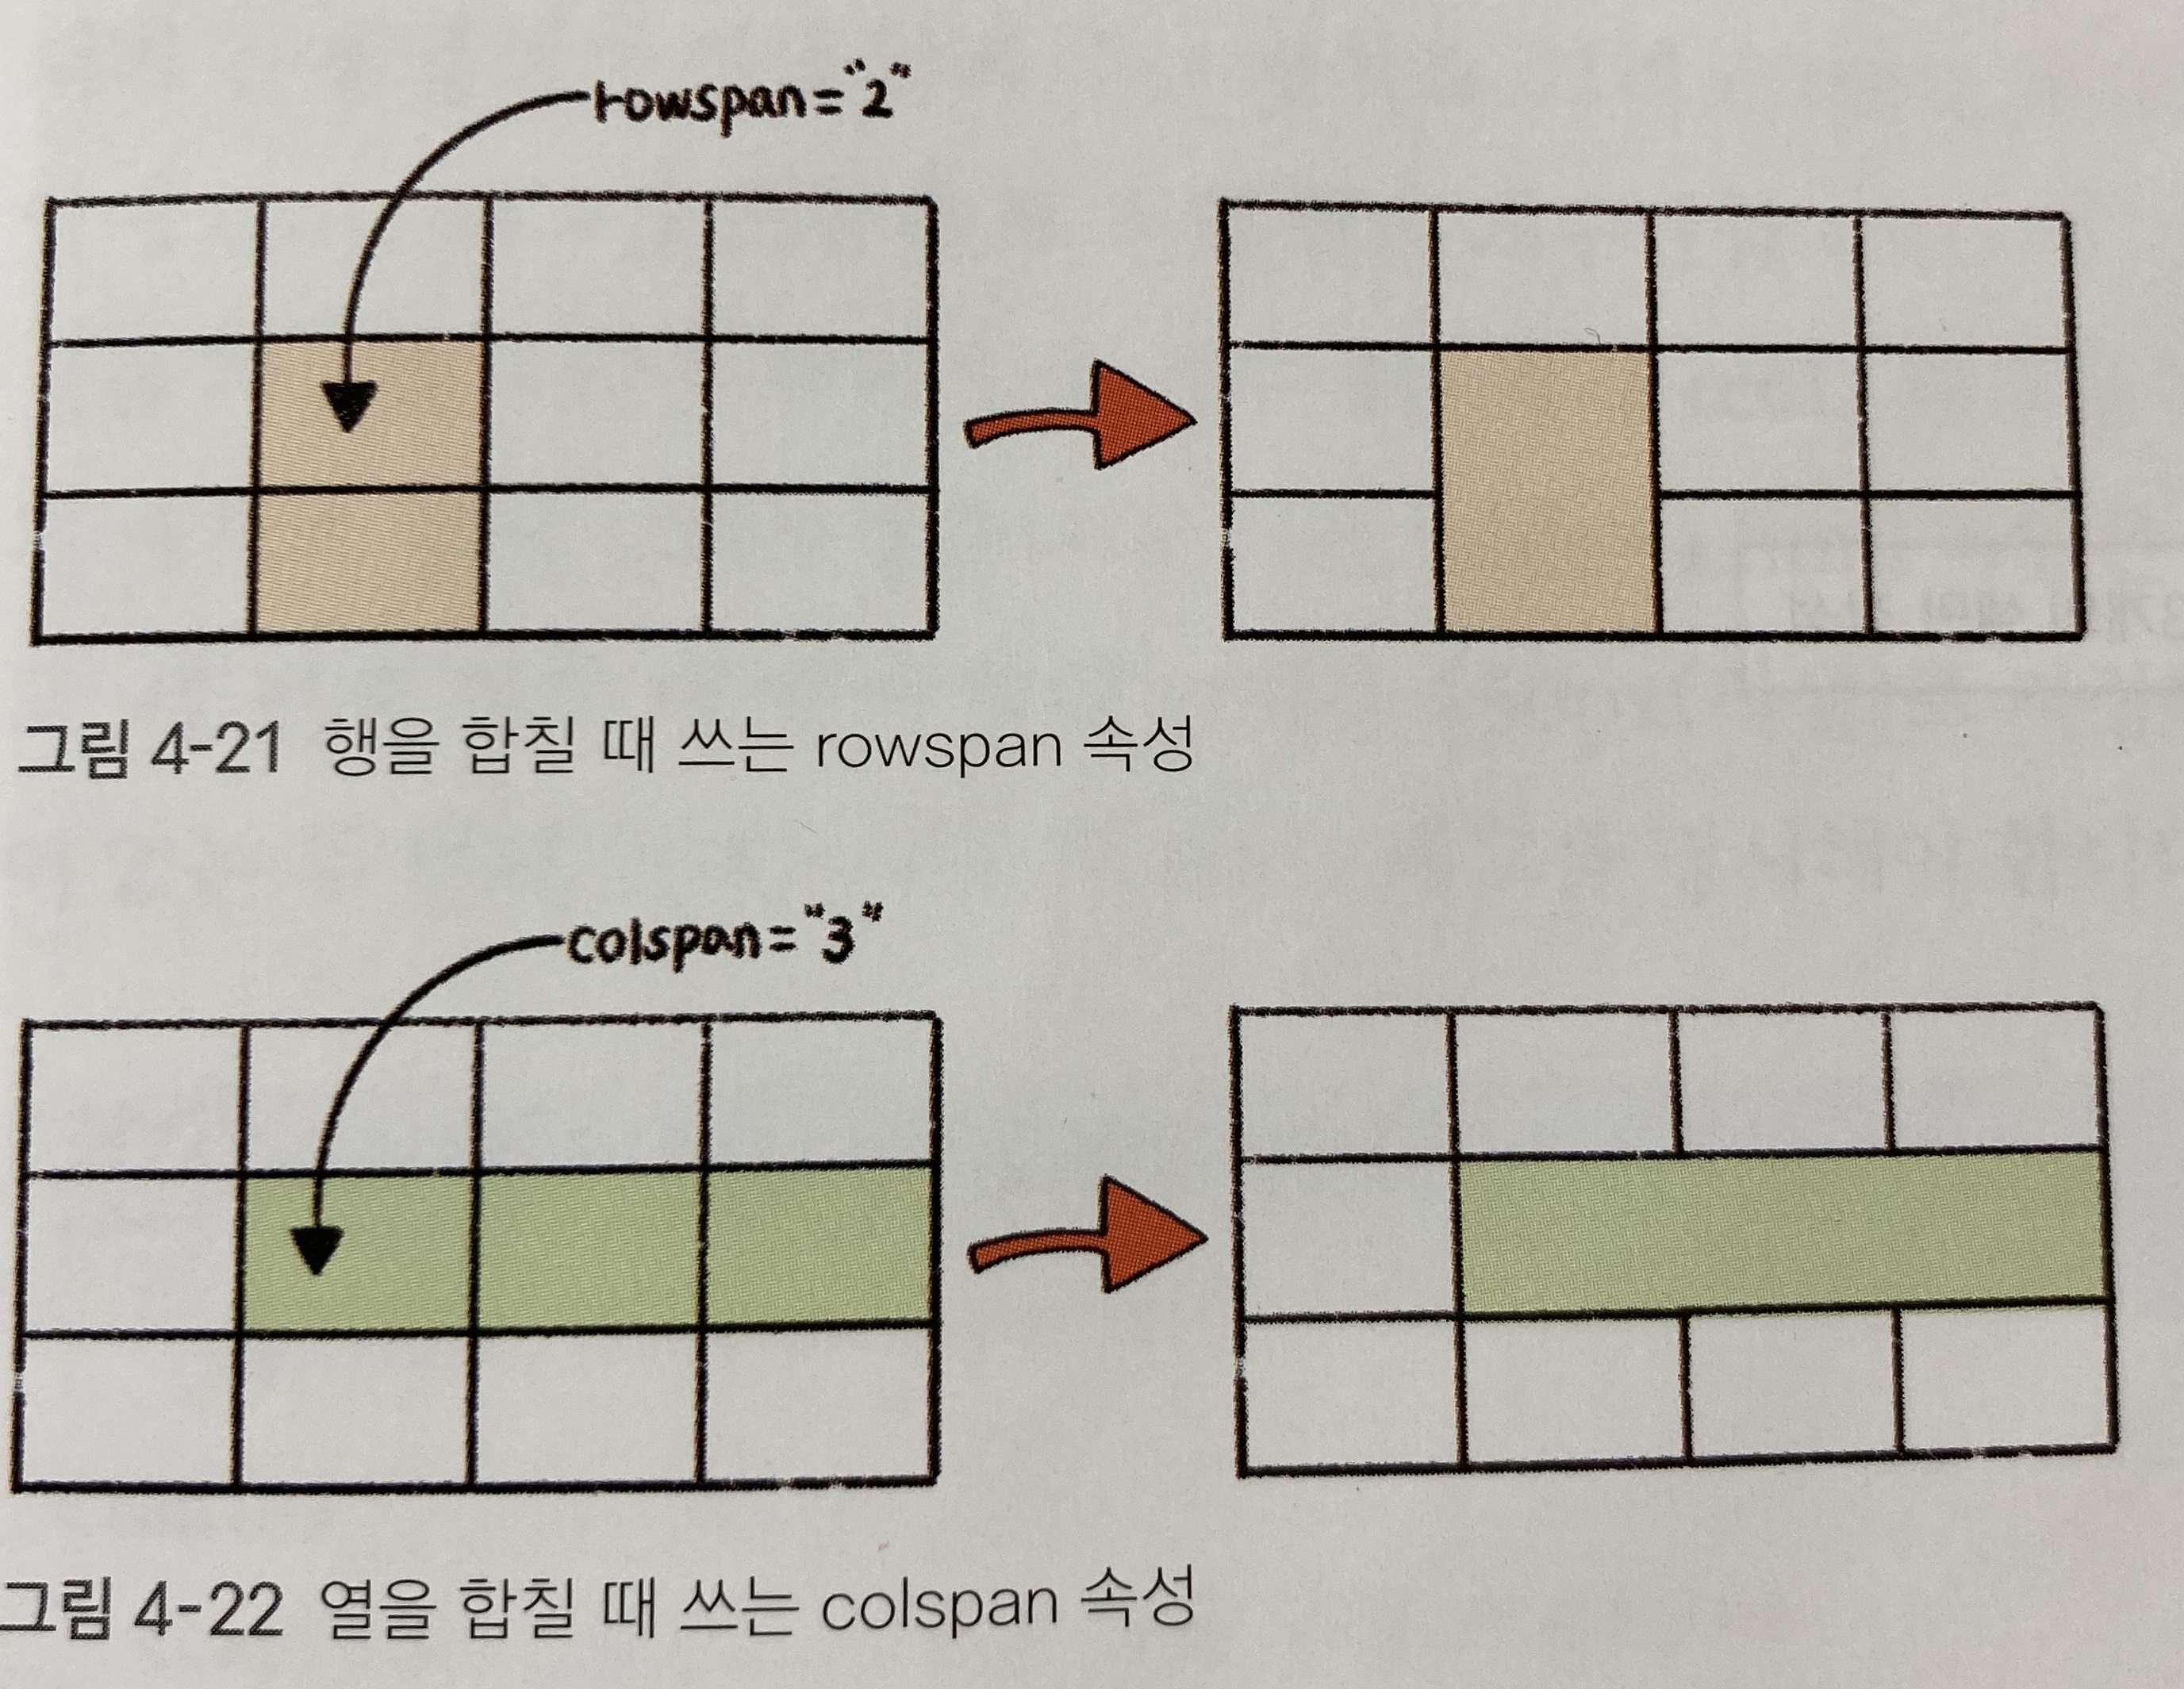 rowspan="2"
그림 4-21 행을 합칠 때 쓰는 rowspan 속성
colspan="3"
그림 4-22 열을 합칠 때 쓰는 colspan 속성